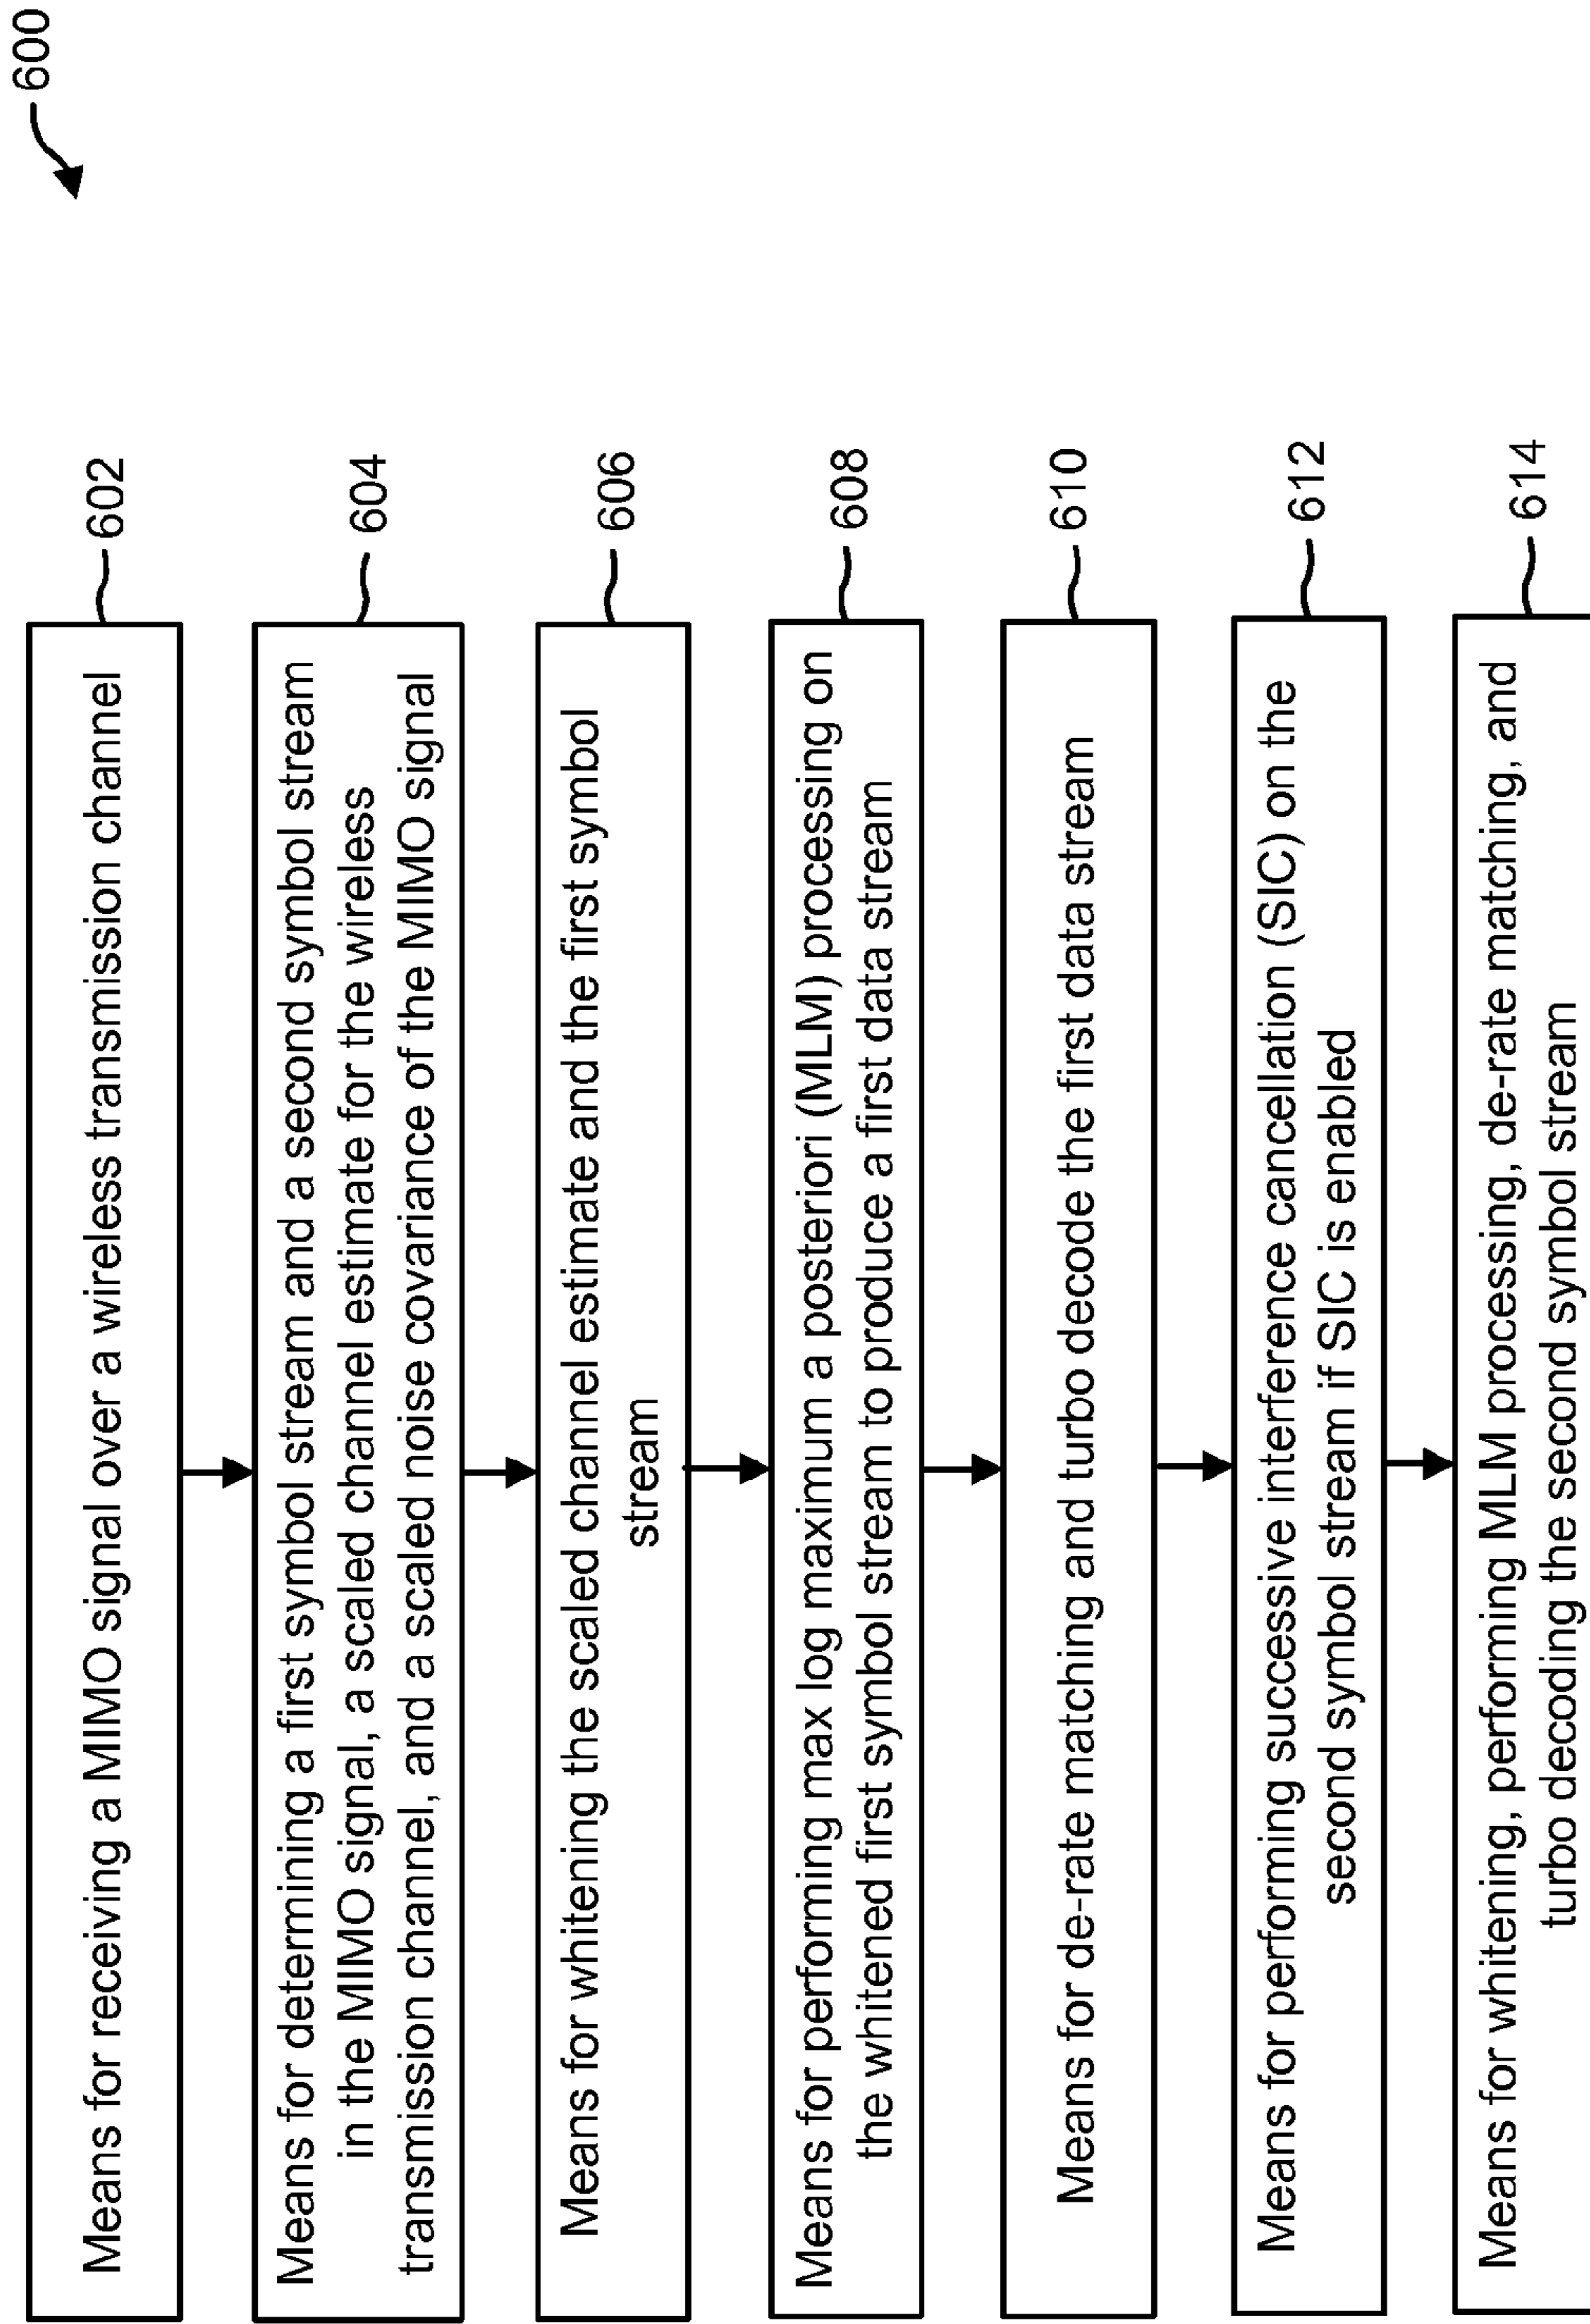 600
Means for receiving a MIMO signal over a wireless transmission channel
602
Means for determining a first symbol stream and a second symbol stream
in the MIMO signal, a scaled channel estimate for the wireless
transmission channel, and a scaled noise covariance of the MIMO signal
604
Means for whitening the scaled channel estimate and the first symbol
stream
606
Means for performing max log maximum a posteriori (MLM) processing on
the whitened first symbol stream to produce a first data stream
608
Means for de-rate matching and turbo decode the first data stream
610
Means for performing successive interference cancellation (SIC) on the
second symbol stream if SIC is enabled
612
Means for whitening, performing MLM processing, de-rate matching, and
turbo decoding the second symbol stream
614